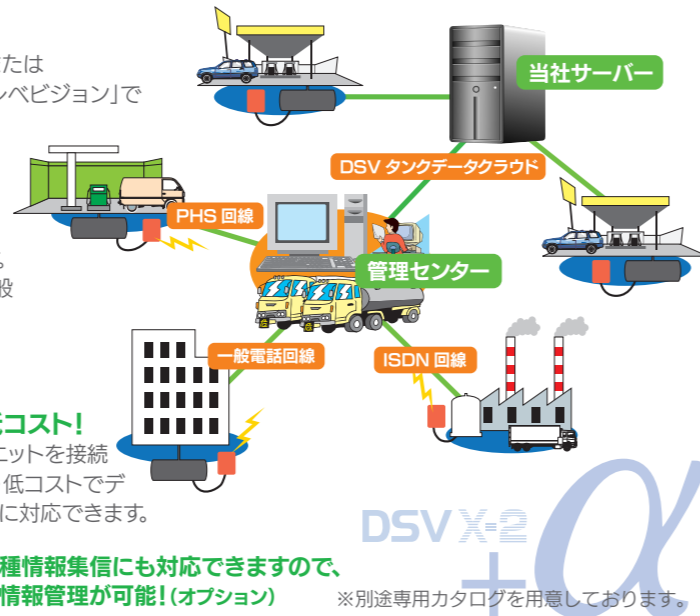 たは
レベビジョン」で
当社サーバー
DSV タンクデータクラウド
PHS 回線
。
般
管理センター
一般電話回線
ISDN 回線
低コスト!
ニットを接続
低コストでデ
に対応できます。
DSV X-2
+α
種情報集信にも対応できますので、
情報管理が可能!(オプション)
※別途専用カタログを用意しております。